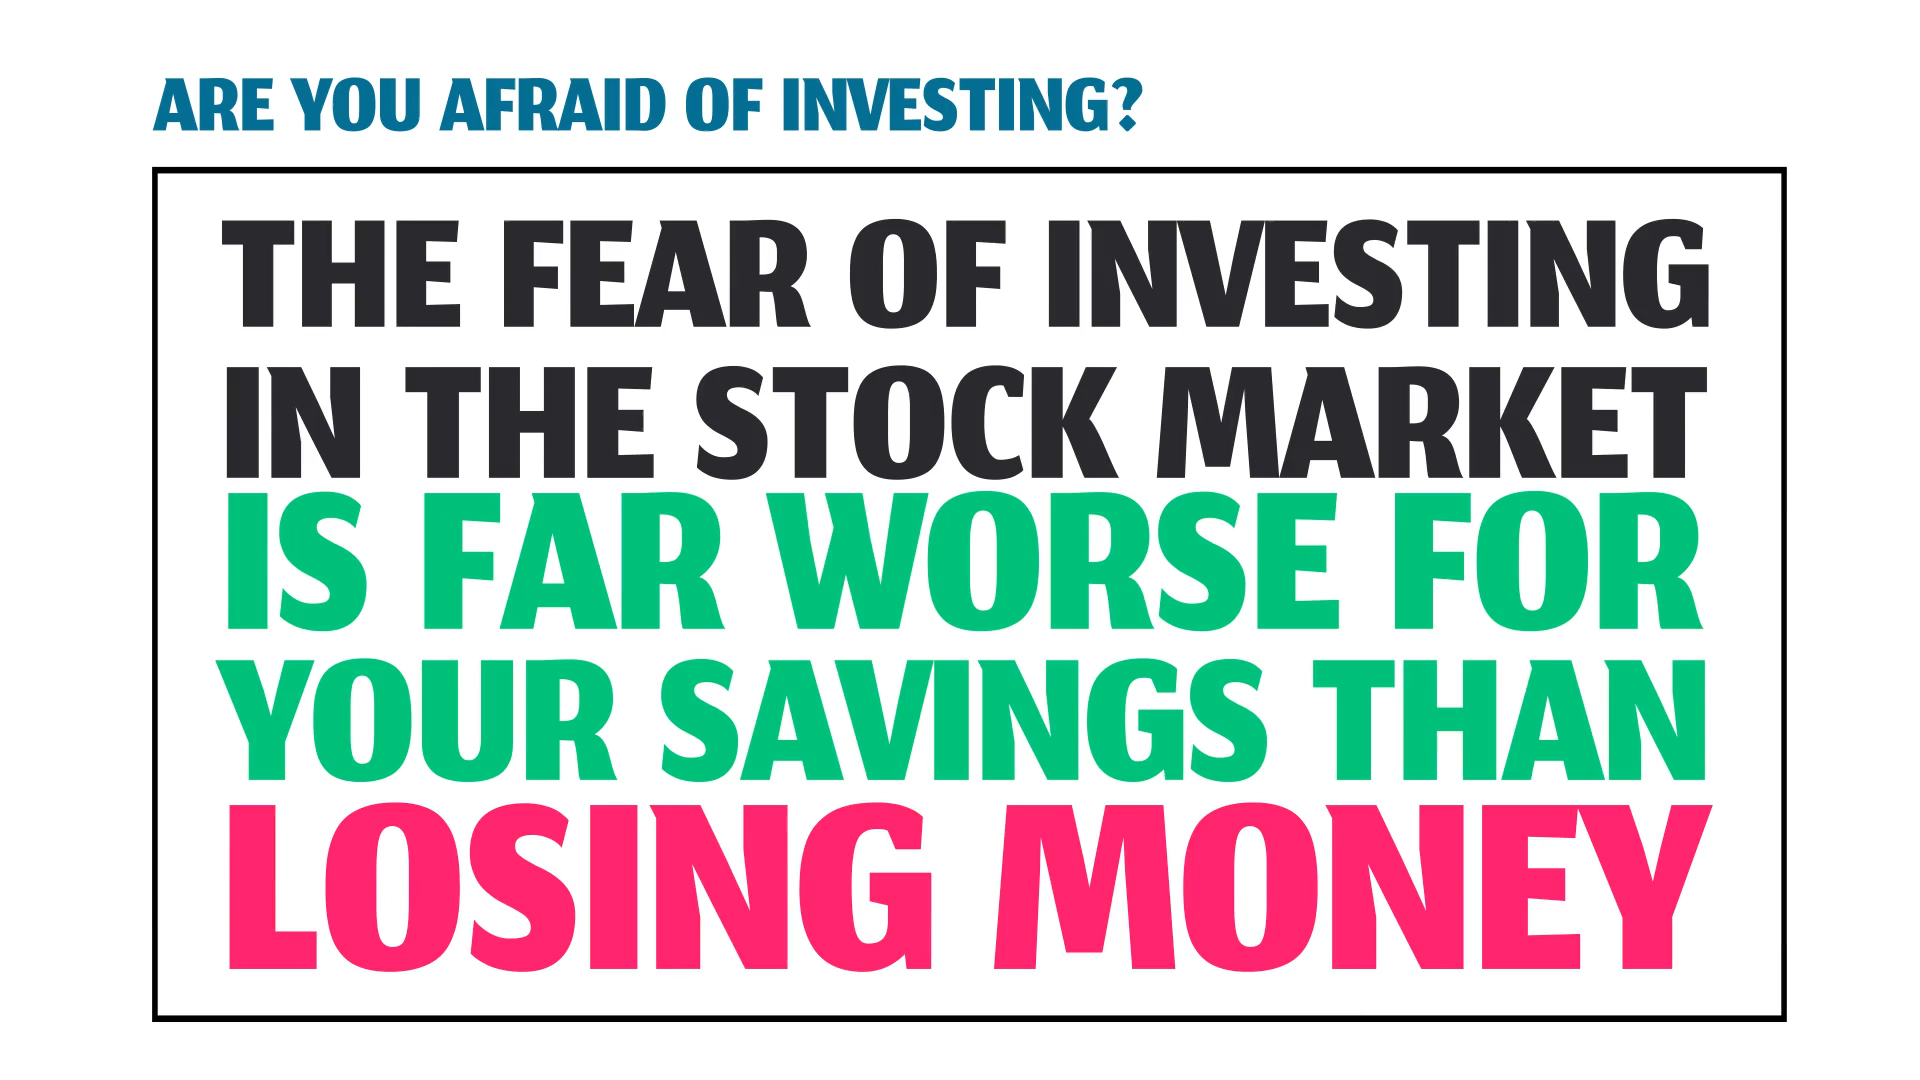 ARE YOU AFRAID OF INVESTING?
THE FEAR OF INVESTING
IN THE STOCK MARKET
IS FAR WORSE FOR
YOUR SAVINGS THAN
LOSING MONEY